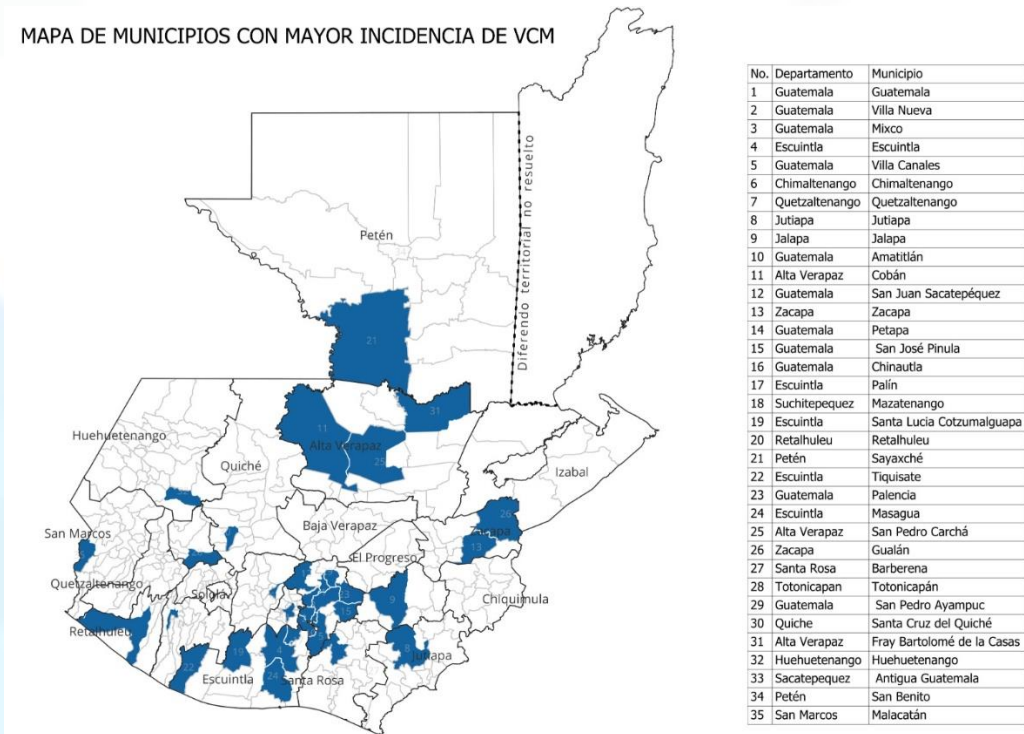 MAPA DE MUNICIPIOS CON MAYOR INCIDENCIA DE VCM
No. Departamento Municipio
1 Guatemala Guatemala
2 Guatemala Villa Nueva
3 Guatemala Mixco
4 Escuintla Escuintla
5 Guatemala Villa Canales
6 Chimaltenango Chimaltenango
7 Quetzaltenango Quetzaltenango
8 Jutiapa Jutiapa
9 Jalapa Jalapa
10 Guatemala Amatitlán
11 Alta Verapaz Cobán
12 Guatemala San Juan Sacatepéquez
13 Zacapa Zacapa
14 Guatemala Petapa
15 Guatemala San José Pinula
16 Guatemala Chinautla
17 Escuintla Palín
18 Suchitepequez Mazatenango
19 Escuintla Santa Lucia Cotzumalguapa
20 Retalhuleu Retalhuleu
21 Petén Sayaxché
22 Escuintla Tiquisate
23 Guatemala Palencia
24 Escuintla Masagua
25 Alta Verapaz San Pedro Carchá
26 Zacapa Gualán
27 Santa Rosa Barberena
28 Totonicapan Totonicapán
29 Guatemala San Pedro Ayampuc
30 Quiche Santa Cruz del Quiché
31 Alta Verapaz Fray Bartolomé de la Casas
32 Huehuetenango Huehuetenango
33 Sacatepequez Antigua Guatemala
34 Petén San Benito
35 San Marcos Malacatán
Diferendo territorial no resuelto
Petén
21
31
11
Alta Verapaz
25
Huehuetenango
Quiché
Izabal
San Marcos
Baja Verapaz
26
Zacapa
13
El Progreso
Quetzaltenango
Sololá
Chiquimula
9
15
Retalhuleu
19
4
8
Jutiapa
22
Escuintla
24
Santa Rosa